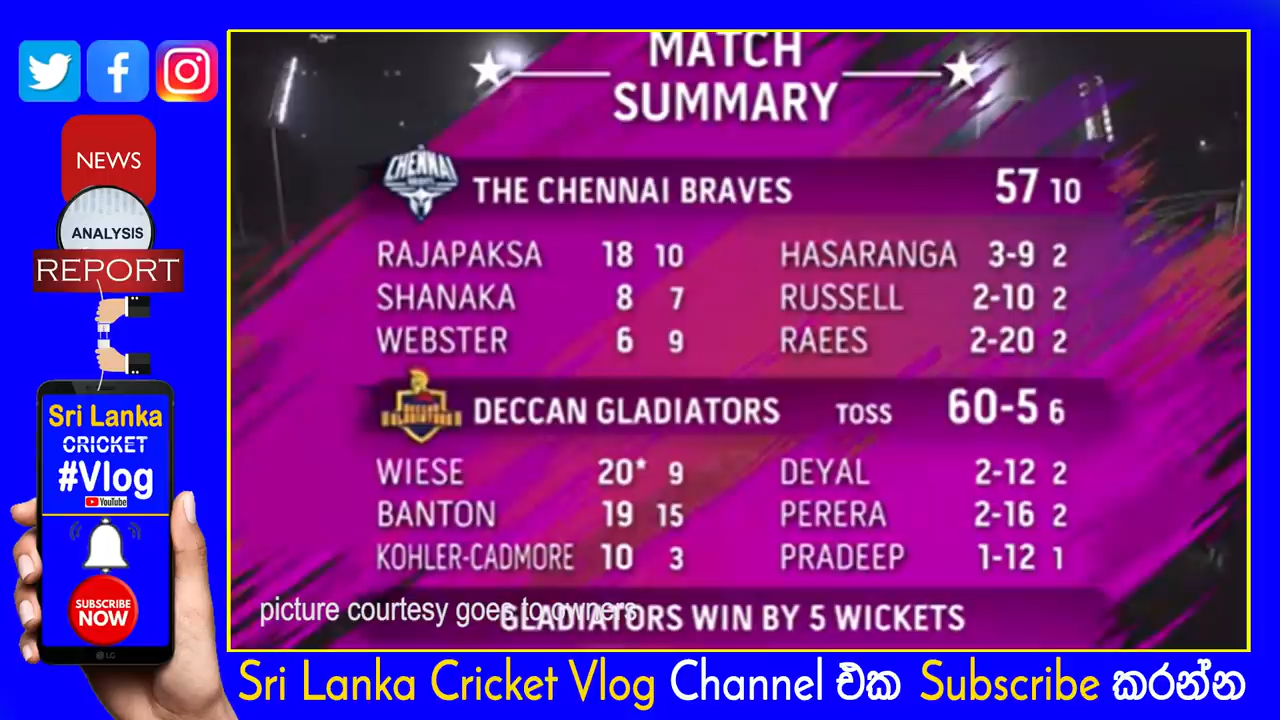 MATCH
SUMMARY
CHENNAI
THE CHENNAI BRAVES 57 10
RAJAPAKSA 18 10 HASARANGA 3-9 2
SHANAKA 8 7 RUSSELL 2-10 2
WEBSTER 6 9 RAEES 2-20 2
DECCAN GLADIATORS TOSS 60-5 6
WIESE 20* 9 DEYAL 2-12 2
BANTON 19 15 PERERA 2-16 2
KOHLER-CADMORE 10 3 PRADEEP 1-12 1
GLADIATORS WIN BY 5 WICKETS
picture courtesy goes to owners
NEWS
ANALYSIS
REPORT
Sri Lanka
CRICKET
#Vlog
YouTube
SUBSCRIBE
NOW
LG
Sri Lanka Cricket Vlog Channel එක Subscribe කරන්න